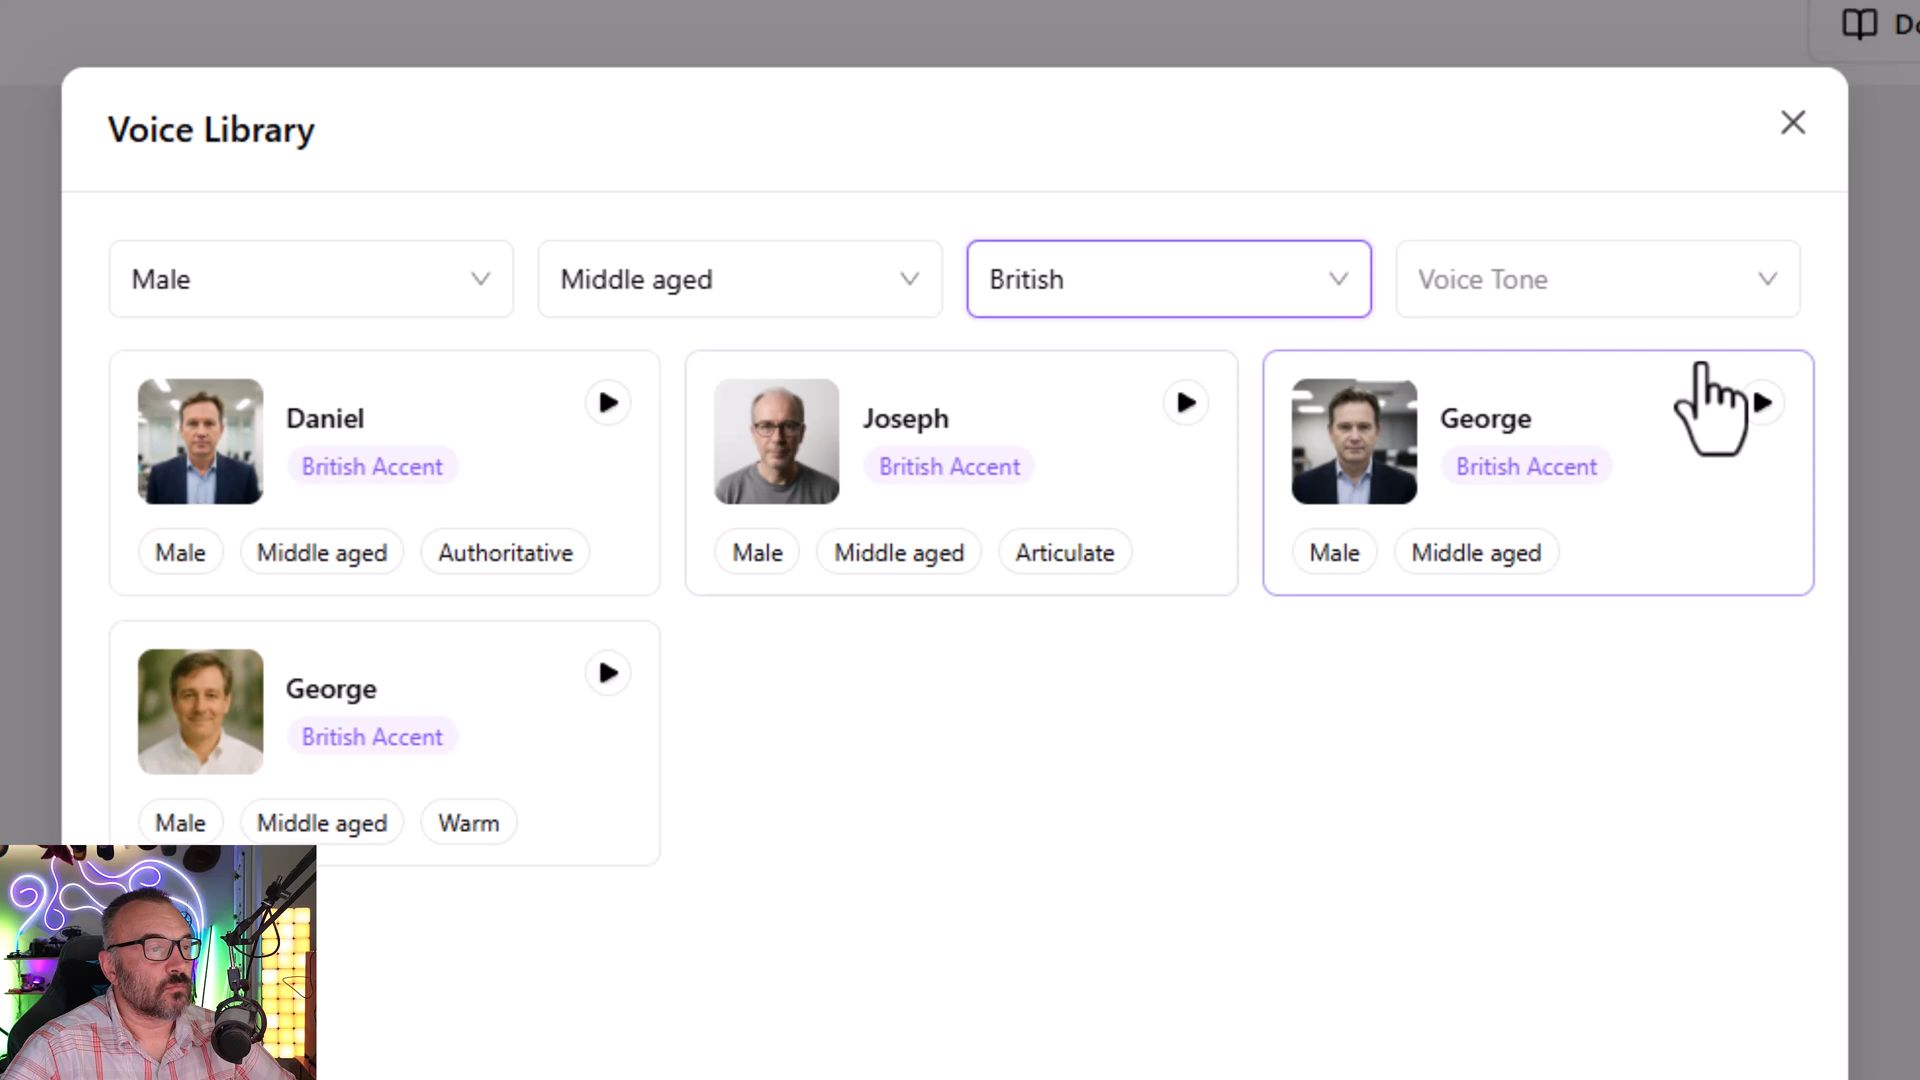 Voice Library
Male
Middle aged
British
Voice Tone
Daniel
British Accent
Male
Middle aged
Authoritative
Joseph
British Accent
Male
Middle aged
Articulate
George
British Accent
Male
Middle aged
George
British Accent
Male
Middle aged
Warm